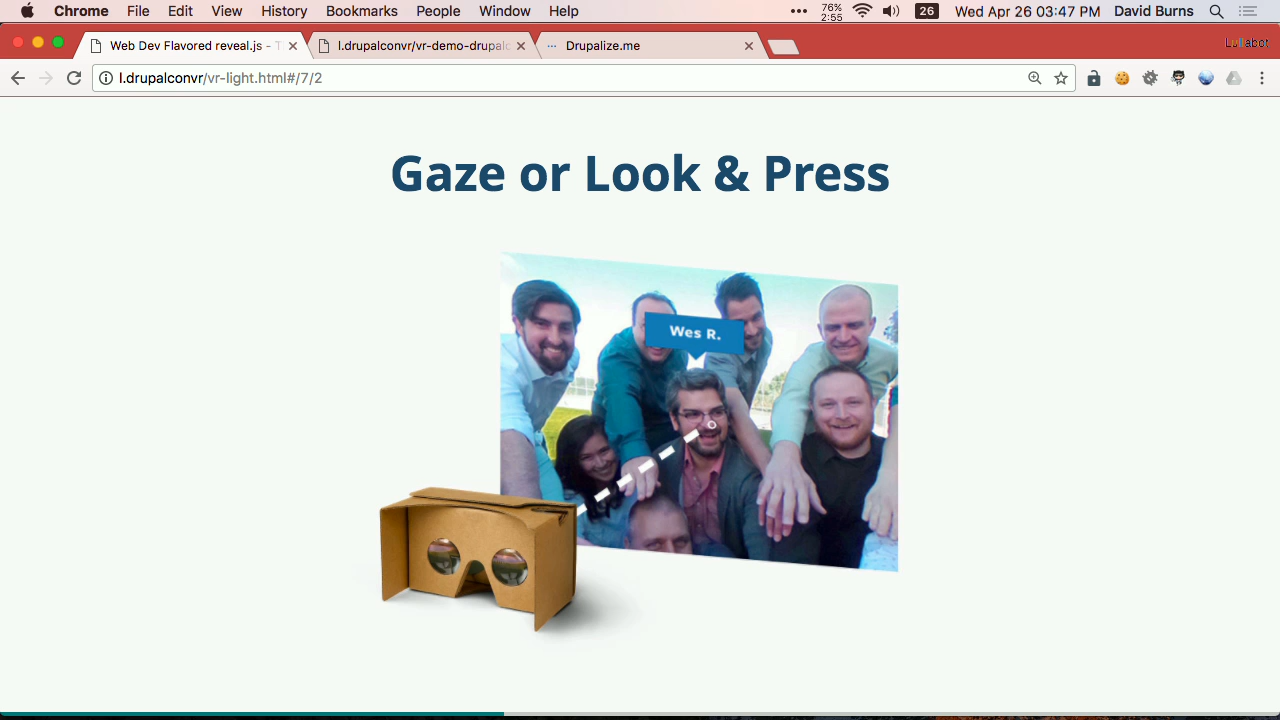 Chrome File Edit View History Bookmarks People Window Help ••• 76% 2:55 26 Wed Apr 26 03:47 PM David Burns
Web Dev Flavored reveal.js - T
l.drupalconvr/vr-demo-drupalc
Drupalize.me
Lullabot
l.drupalconvr/vr-light.html#/7/2
Gaze or Look & Press
Wes R.